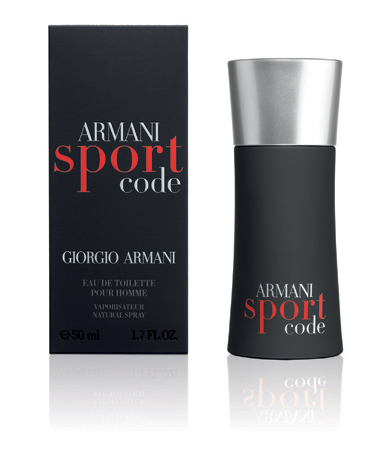 ARMANI
sport
code
GIORGIO ARMANI
EAU DE TOILETTE
POUR HOMME
VAPORISATEUR
NATURAL SPRAY
℮50 ml 1.7 FL.OZ.
ARMANI
sport
code